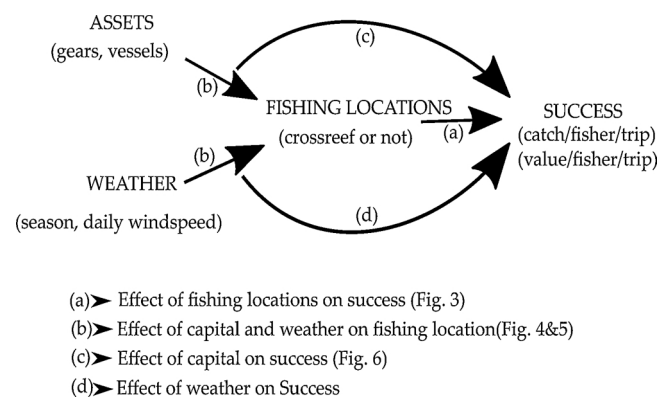 ASSETS
(gears, vessels)
(c)
(b)
FISHING LOCATIONS
(crossreef or not)
(a)
SUCCESS
(catch/fisher/trip)
(value/fisher/trip)
(b)
WEATHER
(season, daily windspeed)
(d)
(a) Effect of fishing locations on success (Fig. 3)
(b) Effect of capital and weather on fishing location(Fig. 4&5)
(c) Effect of capital on success (Fig. 6)
(d) Effect of weather on Success